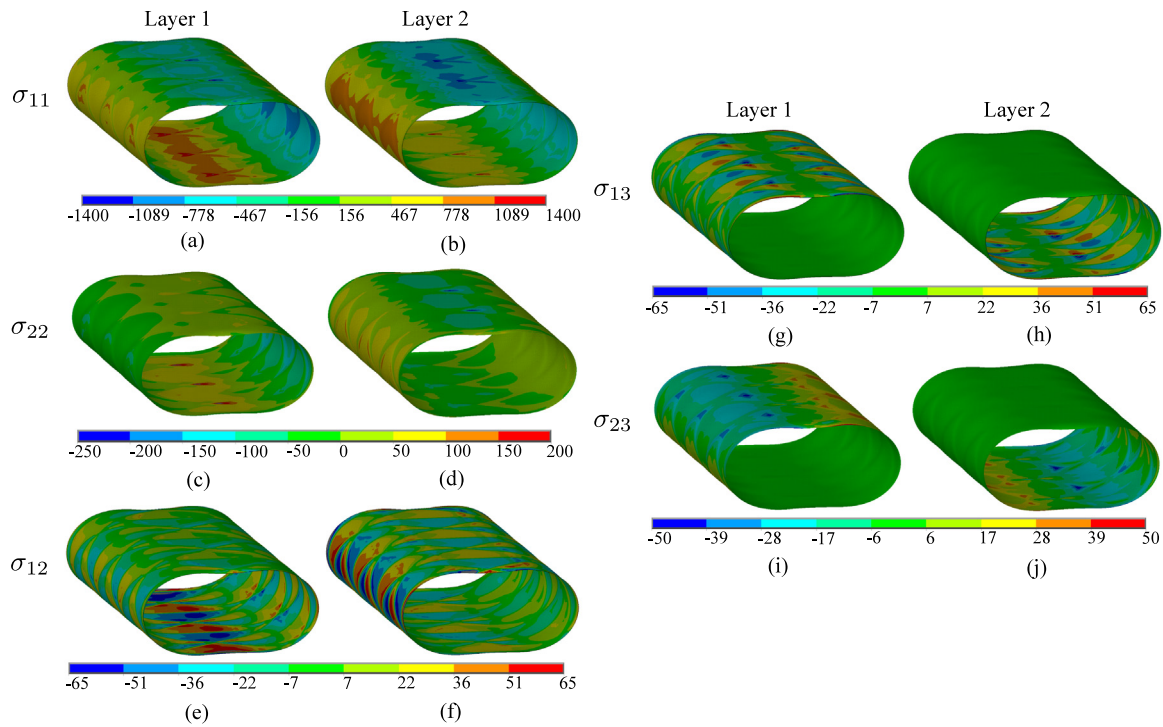 Layer 1 Layer 2
σ11
-1400 -1089 -778 -467 -156 156 467 778 1089 1400
(a) (b)
σ22
-250 -200 -150 -100 -50 0 50 100 150 200
(c) (d)
σ12
-65 -51 -36 -22 -7 7 22 36 51 65
(e) (f)
Layer 1 Layer 2
σ13
-65 -51 -36 -22 -7 7 22 36 51 65
(g) (h)
σ23
-50 -39 -28 -17 -6 6 17 28 39 50
(i) (j)